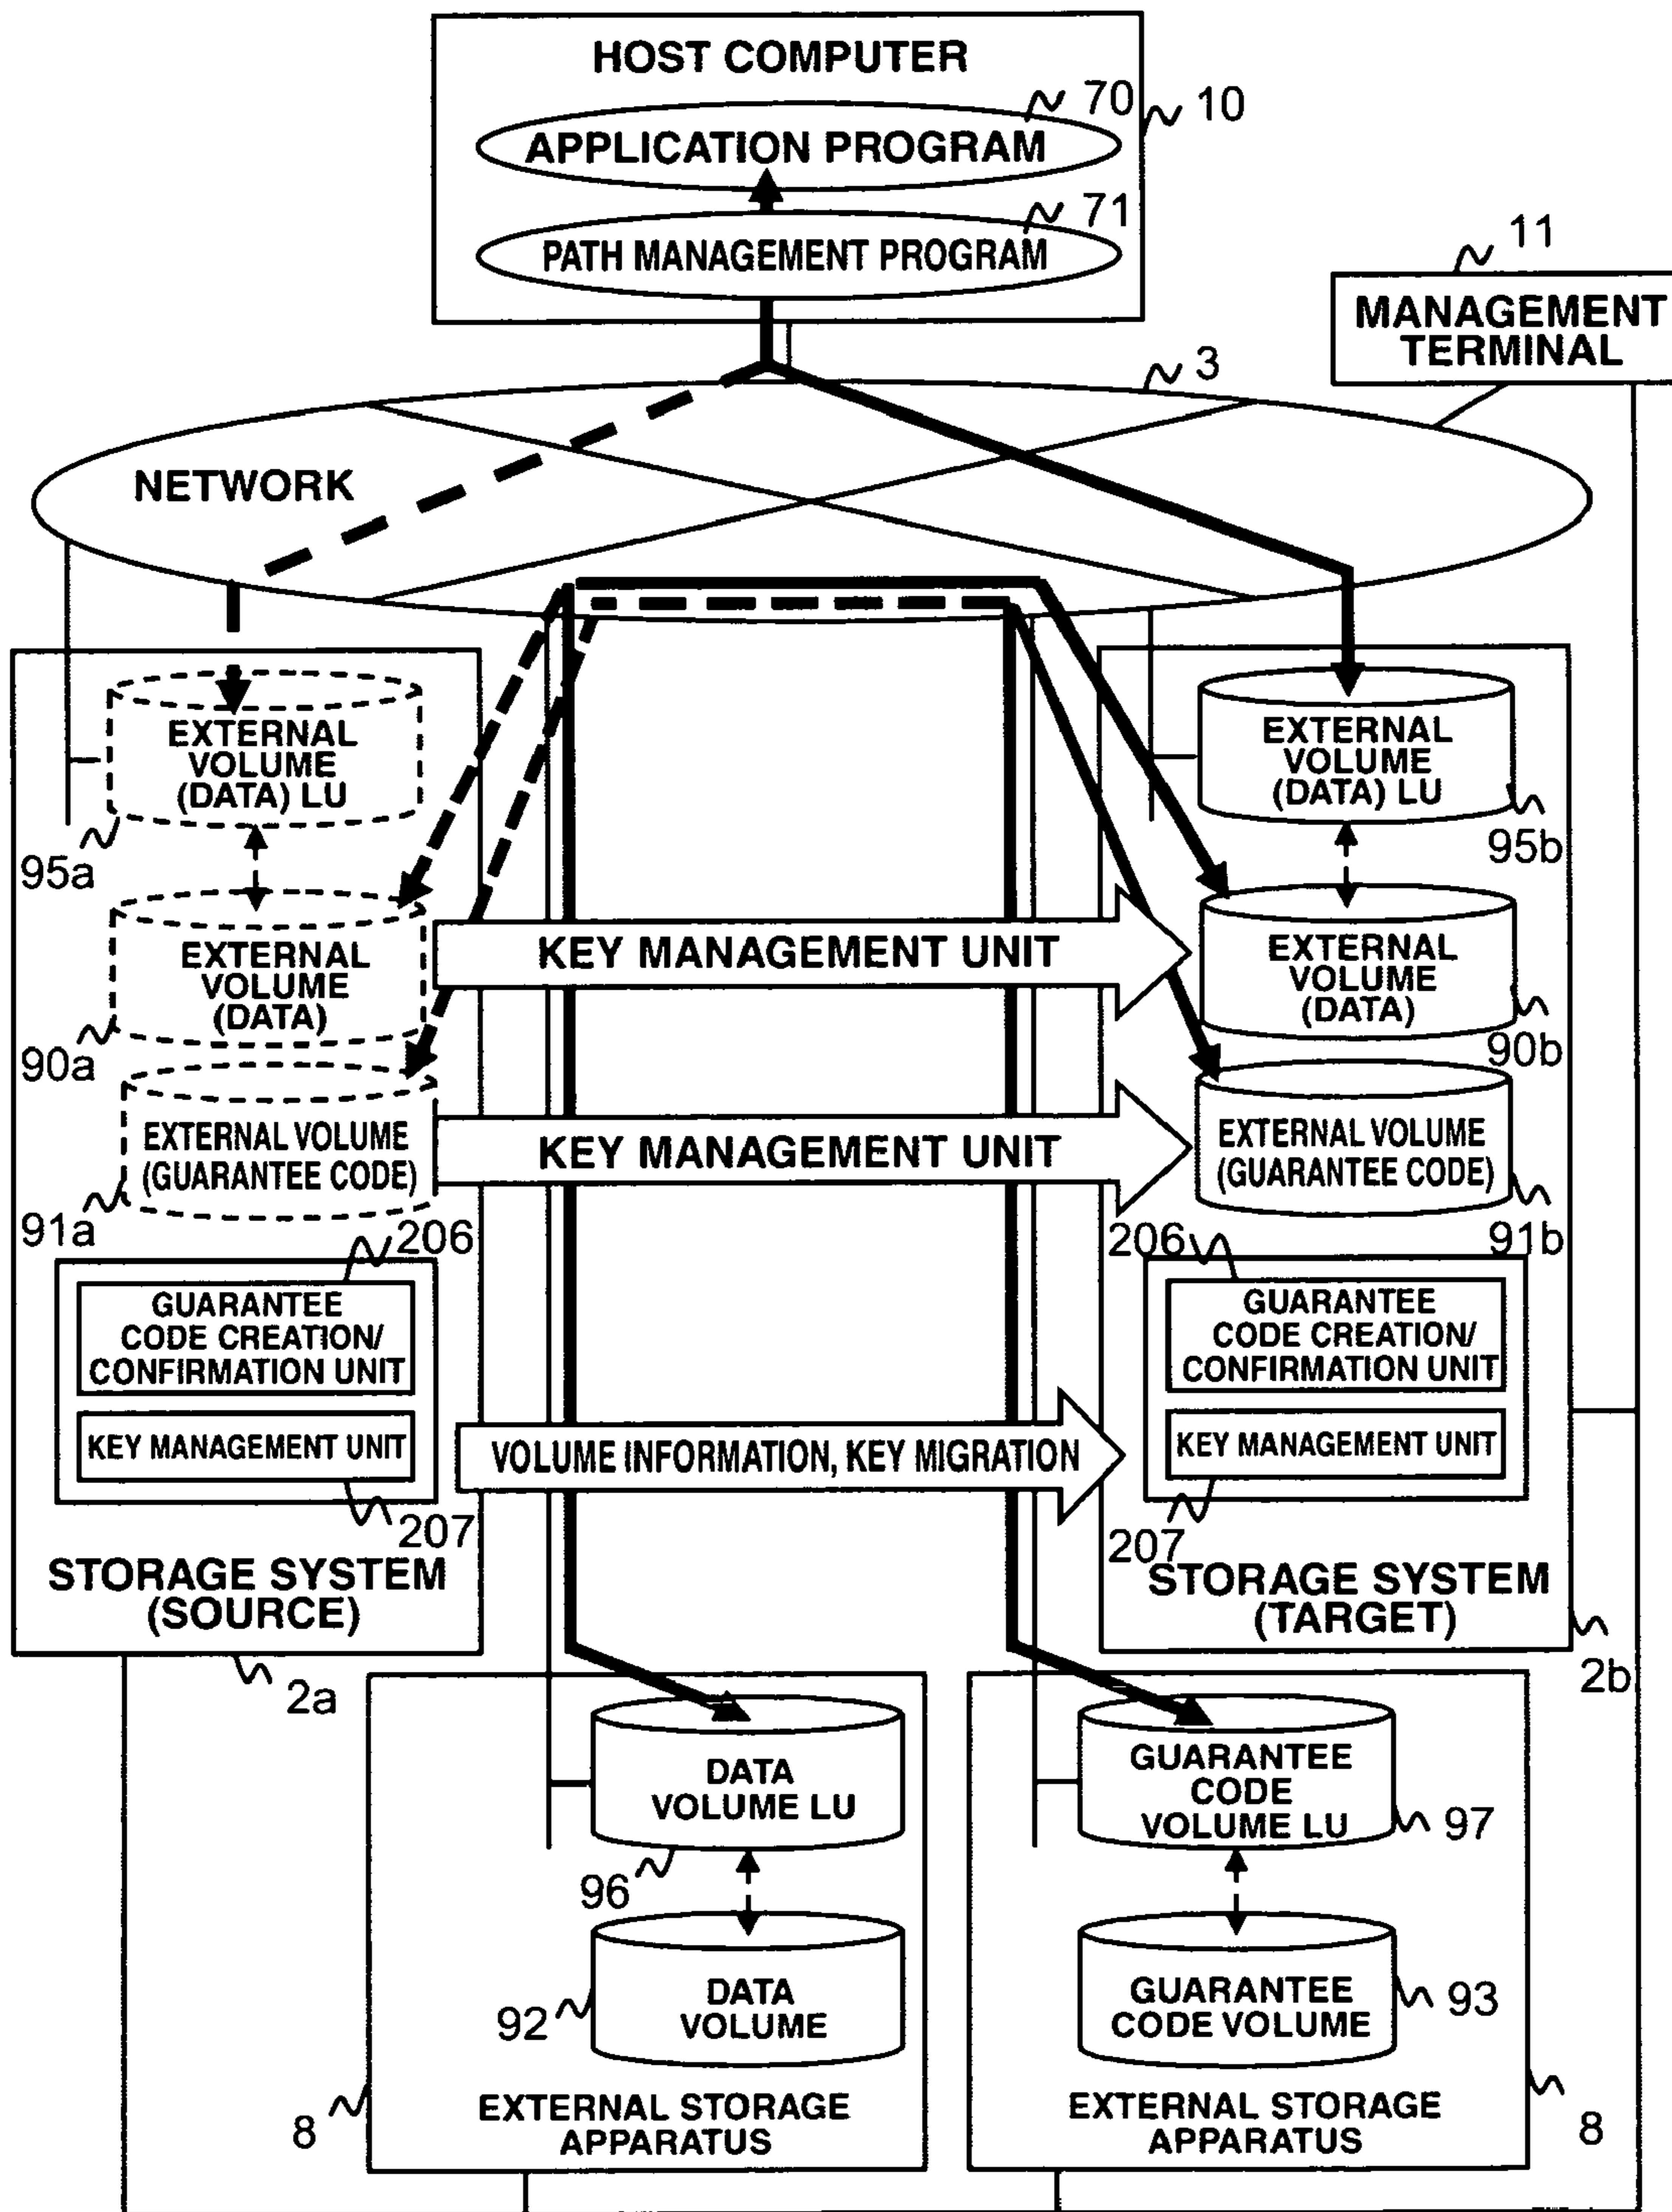 HOST COMPUTER
70
10
APPLICATION PROGRAM
71
PATH MANAGEMENT PROGRAM
11
MANAGEMENT
TERMINAL
3
NETWORK
EXTERNAL
VOLUME
(DATA) LU
95a
EXTERNAL
VOLUME
(DATA) LU
95b
EXTERNAL
VOLUME
(DATA)
90a
KEY MANAGEMENT UNIT
EXTERNAL
VOLUME
(DATA)
90b
EXTERNAL VOLUME
(GUARANTEE CODE)
91a
KEY MANAGEMENT UNIT
EXTERNAL VOLUME
(GUARANTEE CODE)
91b
206
GUARANTEE
CODE CREATION/
CONFIRMATION UNIT
KEY MANAGEMENT UNIT
207
STORAGE SYSTEM
(SOURCE)
2a
VOLUME INFORMATION, KEY MIGRATION
206
GUARANTEE
CODE CREATION/
CONFIRMATION UNIT
KEY MANAGEMENT UNIT
207
STORAGE SYSTEM
(TARGET)
2b
DATA
VOLUME LU
96
DATA
VOLUME
92
EXTERNAL STORAGE
APPARATUS
8
GUARANTEE
CODE
VOLUME LU
97
GUARANTEE
CODE VOLUME
93
EXTERNAL STORAGE
APPARATUS
8